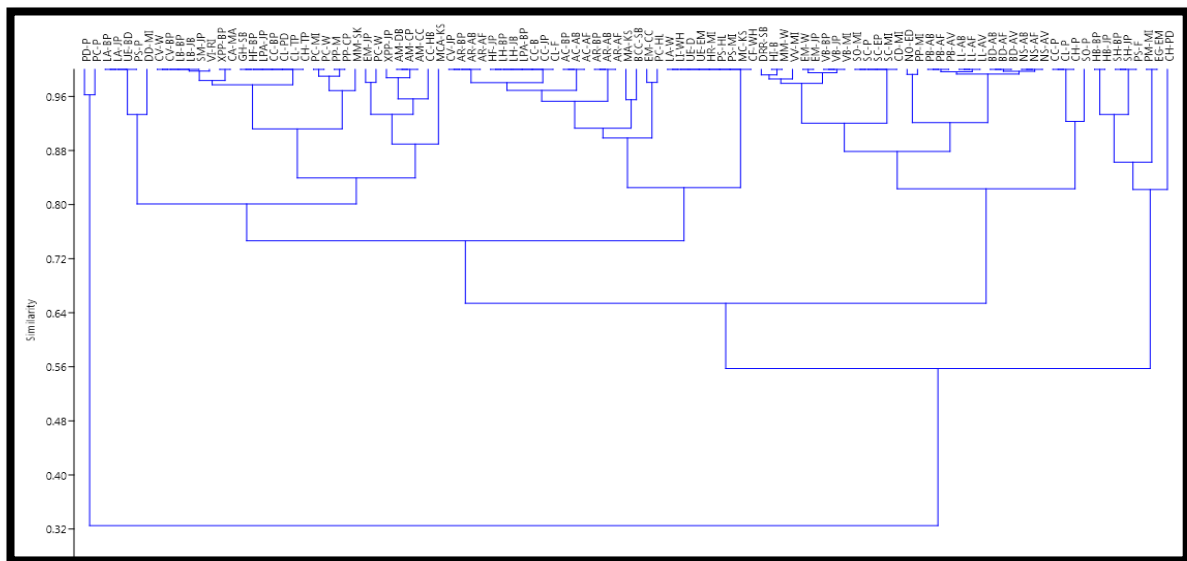 PD-P
PC-P
LA-BP
LA-JP
UE-BD
PS-P
DD-MI
CV-W
CV-BP
LB-BP
LB-JB
SM-JP
VI-RI
XPP-BP
CA-MA
GH-SB
HF-BP
LPA-JP
CC-BP
CL-PD
CL-TP
CH-TP
PC-MI
PC-W
PP-M
PP-CP
MM-SK
EM-JP
XC-W
XPP-JP
AM-DB
AM-CP
AM-CC
CC-HB
MCA-KS
CV-JP
AR-BP
AR-AB
AR-AF
HF-JP
LH-BP
LH-JB
LPA-BP
CC-B
CC-JP
CL-F
AC-BP
AC-AB
AC-AF
AR-BP
AR-AB
AR-AF
MA-KS
BCC-SB
EM-CC
PC-HL
LA-W
LI-WH
UE-D
UE-EM
HR-MI
PS-HL
PS-MI
MC-KS
CF-WH
DRR-SB
HL-B
MM-W
VV-MI
EM-W
EM-JP
VB-BP
VB-JP
VB-MI
SO-MI
SC-P
SC-EP
SC-MI
CD-MI
NO-ED
PP-MI
PB-AB
PB-AV
PB-AV
LL-AB
LL-AF
LL-AV
BD-AB
BD-AF
BD-AV
NS-AB
NS-AF
NS-AV
CC-P
CL-P
CH-P
SO-P
HB-BP
HB-JP
SH-BP
SH-JP
PS-F
PM-ML
EG-EM
CH-PD
0.96
0.88
0.80
0.72
0.64
0.56
0.48
0.40
0.32
Similarity